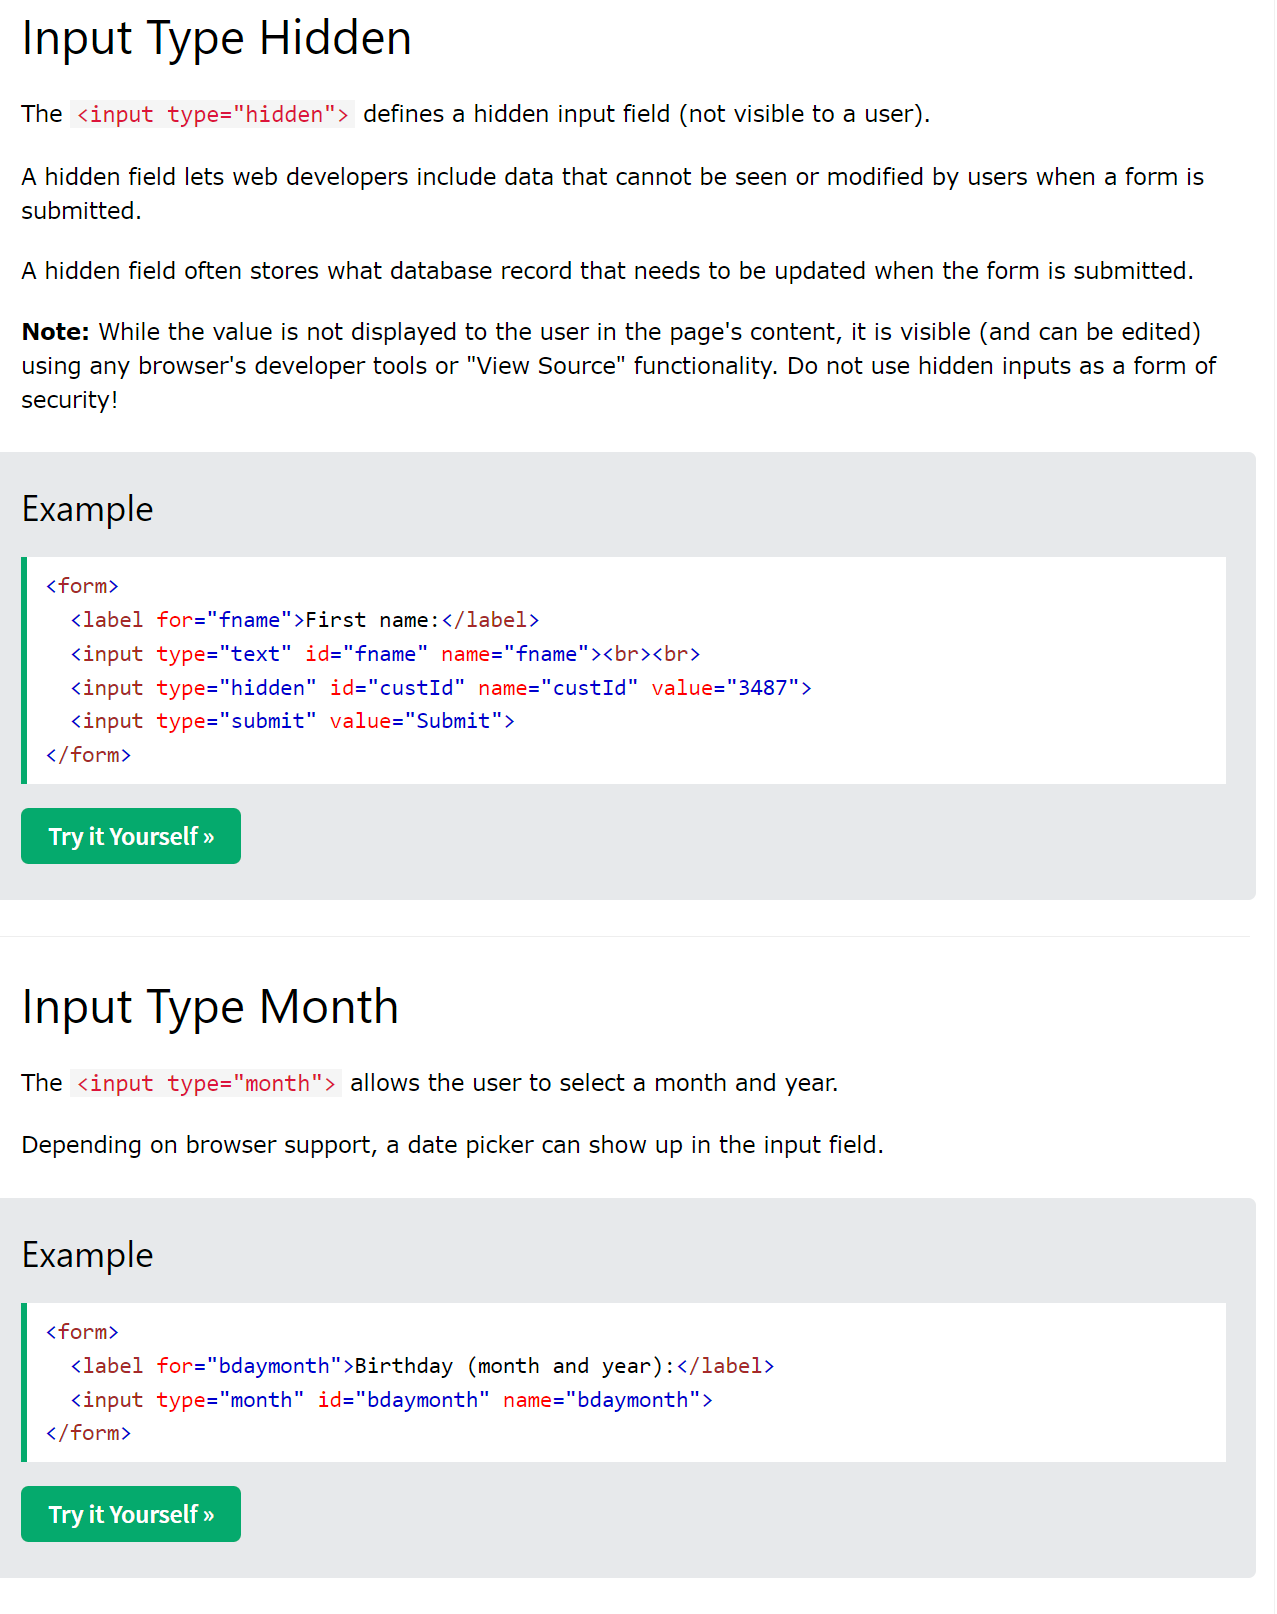 Input Type Hidden
The <input type="hidden"> defines a hidden input field (not visible to a user).
A hidden field lets web developers include data that cannot be seen or modified by users when a form is
submitted.
A hidden field often stores what database record that needs to be updated when the form is submitted.
Note: While the value is not displayed to the user in the page's content, it is visible (and can be edited)
using any browser's developer tools or "View Source" functionality. Do not use hidden inputs as a form of
security!
Example
<form>
  <label for="fname">First name:</label>
  <input type="text" id="fname" name="fname"><br><br>
  <input type="hidden" id="custId" name="custId" value="3487">
  <input type="submit" value="Submit">
</form>
Try it Yourself »
Input Type Month
The <input type="month"> allows the user to select a month and year.
Depending on browser support, a date picker can show up in the input field.
Example
<form>
  <label for="bdaymonth">Birthday (month and year):</label>
  <input type="month" id="bdaymonth" name="bdaymonth">
</form>
Try it Yourself »